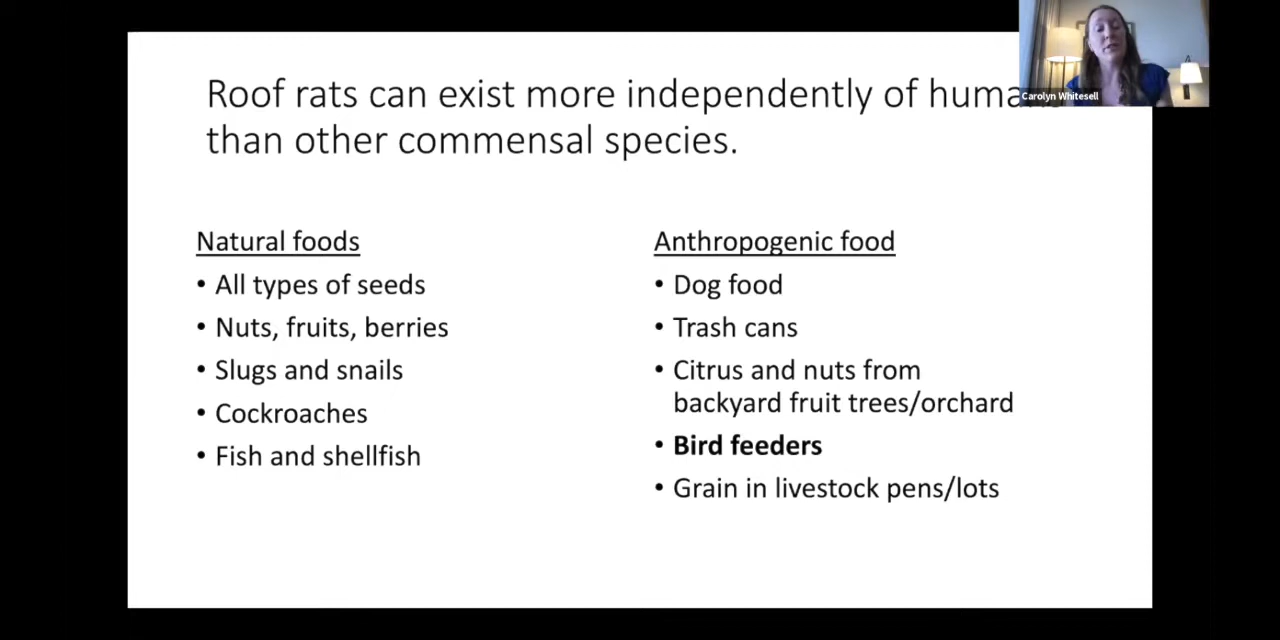 Roof rats can exist more independently of huma
than other commensal species.
Carolyn Whitesell
Natural foods
• All types of seeds
• Nuts, fruits, berries
• Slugs and snails
• Cockroaches
• Fish and shellfish
Anthropogenic food
• Dog food
• Trash cans
• Citrus and nuts from
backyard fruit trees/orchard
• Bird feeders
• Grain in livestock pens/lots